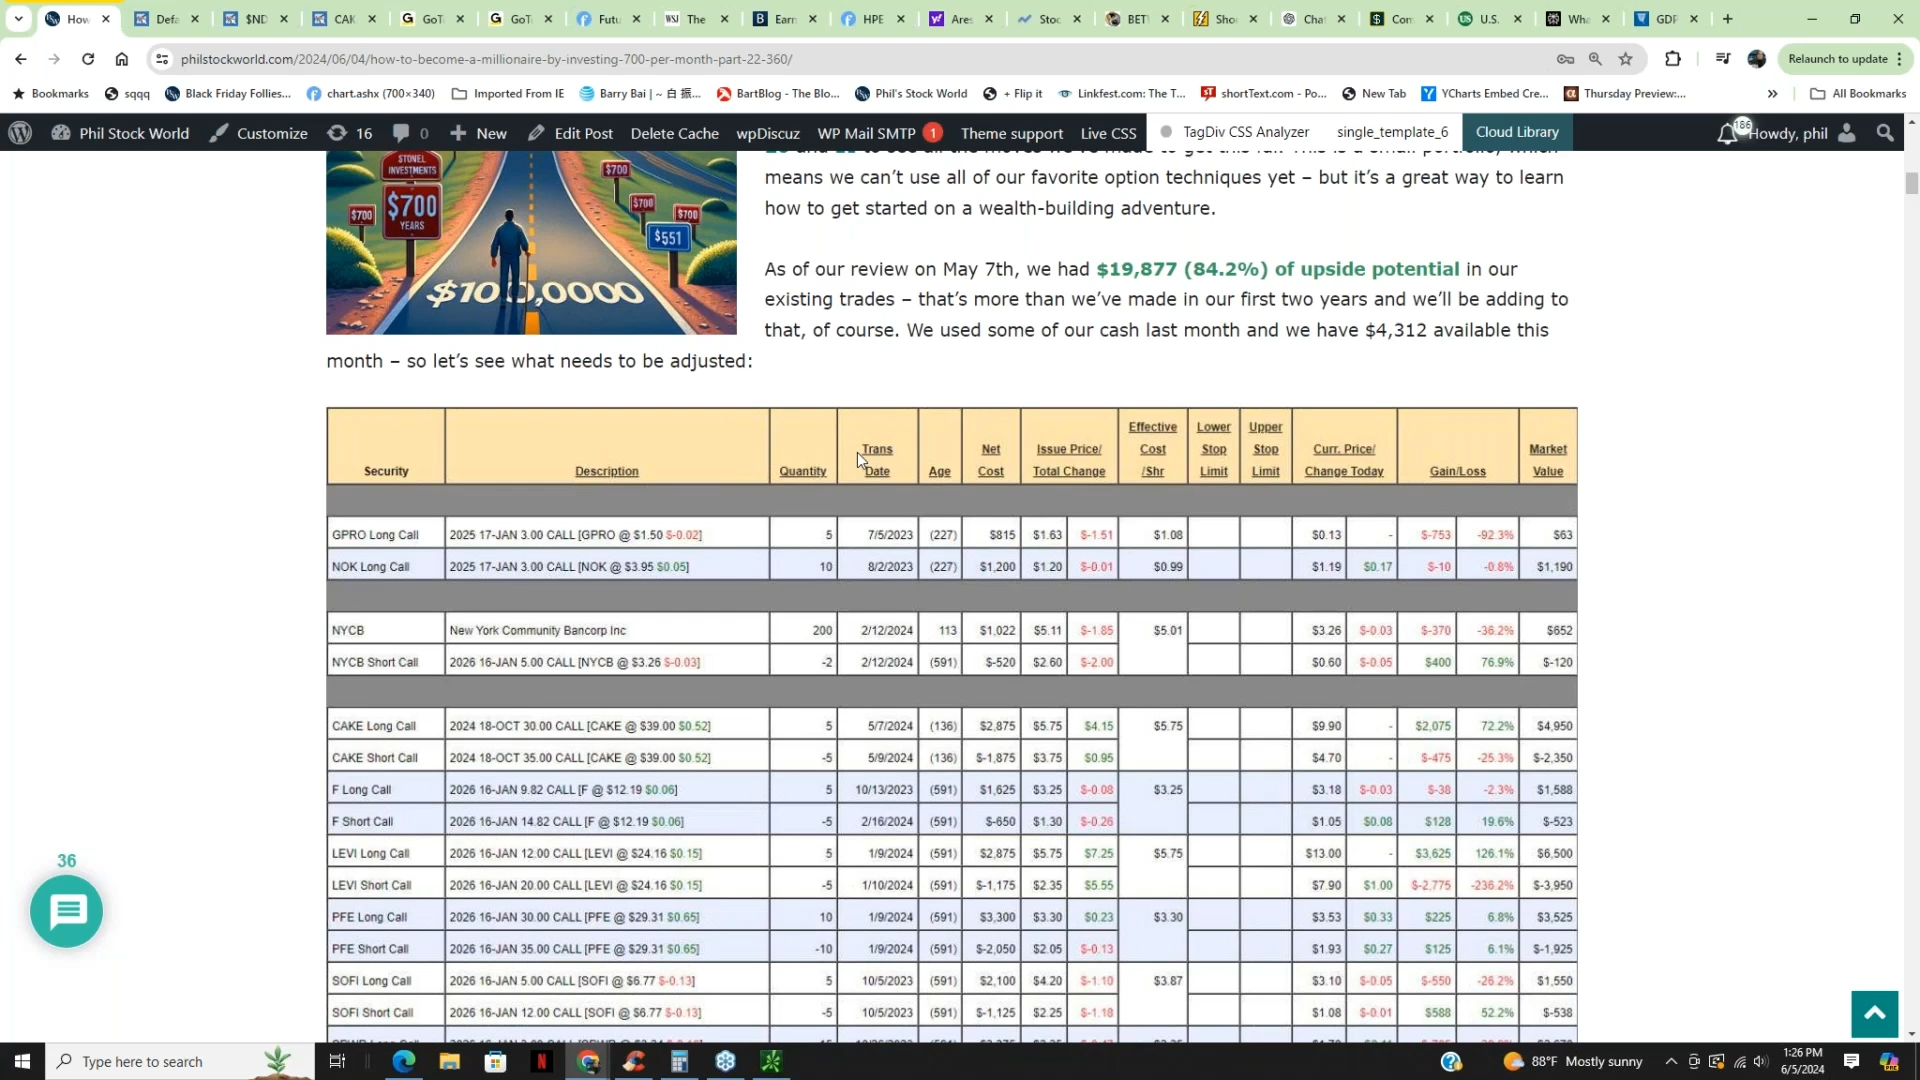 How
Defa
$ND
CAK
GoT
GoT
Futu
WSJ The
Earn
HPE
Ares
Stoc
BET
Sho
Cha
Con
U.S.
Wha
GDP
philstockworld.com/2024/06/04/how-to-become-a-millionaire-by-investing-700-per-month-part-22-360/
Relaunch to update
Bookmarks
sqqq
Black Friday Follies...
chart.ashx (700×340)
Imported From IE
Barry Bai | ~ 白 振...
BartBlog - The Blo...
Phil's Stock World
+ Flip it
Linkfest.com: The T...
shortText.com - Po...
New Tab
YCharts Embed Cre...
Thursday Preview:...
All Bookmarks
Phil Stock World
Customize
16
0
New
Edit Post
Delete Cache
wpDiscuz
WP Mail SMTP 1
Theme support
Live CSS
TagDiv CSS Analyzer
single_template_6
Cloud Library
186
Howdy, phil
STONEL
INVESTMENTS
$700
YEARS
$700
$700
$700
$700
$551
$100,0000
means we can't use all of our favorite option techniques yet – but it's a great way to learn
how to get started on a wealth-building adventure.
As of our review on May 7th, we had $19,877 (84.2%) of upside potential in our
existing trades – that's more than we've made in our first two years and we'll be adding to
that, of course. We used some of our cash last month and we have $4,312 available this
month – so let's see what needs to be adjusted:
Security Description Quantity Trans Date Age Net Cost Issue Price/ Total Change Effective Cost /Shr Lower Stop Limit Upper Stop Limit Curr. Price/ Change Today Gain/Loss Market Value
GPRO Long Call 2025 17-JAN 3.00 CALL [GPRO @ $1.50 $-0.02] 5 7/5/2023 (227) $815 $1.63 $-1.51 $1.08 $0.13 - $-753 -92.3% $63
NOK Long Call 2025 17-JAN 3.00 CALL [NOK @ $3.95 $0.05] 10 8/2/2023 (227) $1,200 $1.20 $-0.01 $0.99 $1.19 $0.17 $-10 -0.8% $1,190
NYCB New York Community Bancorp Inc 200 2/12/2024 113 $1,022 $5.11 $-1.85 $5.01 $3.26 $-0.03 $-370 -36.2% $652
NYCB Short Call 2026 16-JAN 5.00 CALL [NYCB @ $3.26 $-0.03] -2 2/12/2024 (591) $-520 $2.60 $-2.00 $0.60 $-0.05 $400 76.9% $-120
CAKE Long Call 2024 18-OCT 30.00 CALL [CAKE @ $39.00 $0.52] 5 5/7/2024 (136) $2,875 $5.75 $4.15 $5.75 $9.90 - $2,075 72.2% $4,950
CAKE Short Call 2024 18-OCT 35.00 CALL [CAKE @ $39.00 $0.52] -5 5/9/2024 (136) $-1,875 $3.75 $0.95 $4.70 - $-475 -25.3% $-2,350
F Long Call 2026 16-JAN 9.82 CALL [F @ $12.19 $0.06] 5 10/13/2023 (591) $1,625 $3.25 $-0.08 $3.25 $3.18 $-0.03 $-38 -2.3% $1,588
F Short Call 2026 16-JAN 14.82 CALL [F @ $12.19 $0.06] -5 2/16/2024 (591) $-650 $1.30 $-0.26 $1.05 $0.08 $128 19.6% $-523
LEVI Long Call 2026 16-JAN 12.00 CALL [LEVI @ $24.16 $0.15] 5 1/9/2024 (591) $2,875 $5.75 $7.25 $5.75 $13.00 - $3,625 126.1% $6,500
LEVI Short Call 2026 16-JAN 20.00 CALL [LEVI @ $24.16 $0.15] -5 1/10/2024 (591) $-1,175 $2.35 $5.55 $7.90 $1.00 $-2,775 -236.2% $-3,950
PFE Long Call 2026 16-JAN 30.00 CALL [PFE @ $29.31 $0.65] 10 1/9/2024 (591) $3,300 $3.30 $0.23 $3.30 $3.53 $0.33 $225 6.8% $3,525
PFE Short Call 2026 16-JAN 35.00 CALL [PFE @ $29.31 $0.65] -10 1/9/2024 (591) $-2,050 $2.05 $-0.13 $1.93 $0.27 $125 6.1% $-1,925
SOFI Long Call 2026 16-JAN 5.00 CALL [SOFI @ $6.77 $-0.13] 5 10/5/2023 (591) $2,100 $4.20 $-1.10 $3.87 $3.10 $-0.05 $-550 -26.2% $1,550
SOFI Short Call 2026 16-JAN 12.00 CALL [SOFI @ $6.77 $-0.13] -5 10/5/2023 (591) $-1,125 $2.25 $-1.18 $1.08 $-0.01 $588 52.2% $-538
36
Type here to search
88°F Mostly sunny
1:26 PM
6/5/2024